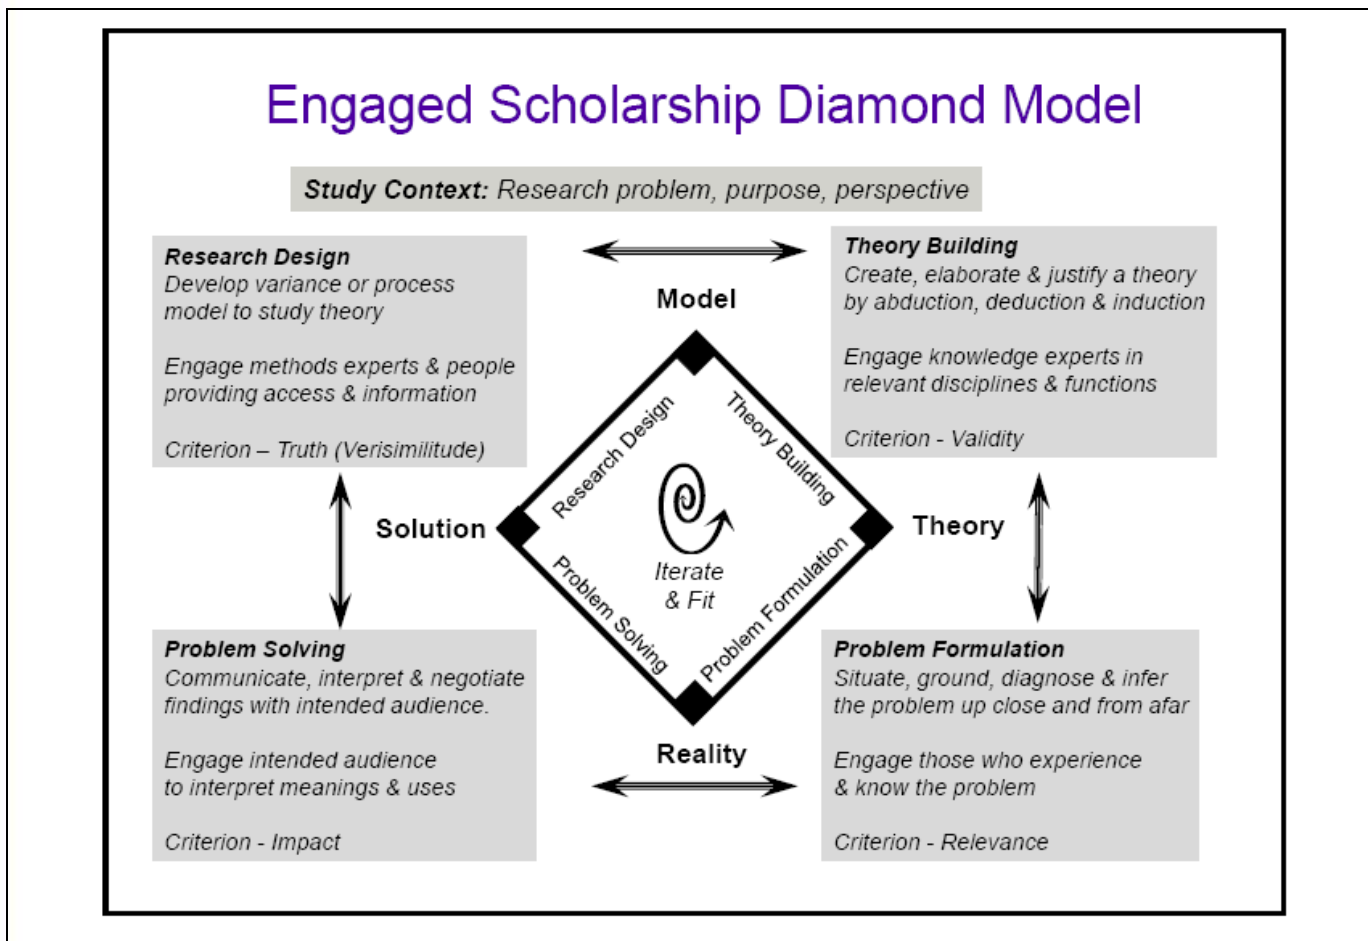 Engaged Scholarship Diamond Model
Study Context: Research problem, purpose, perspective
Research Design
Develop variance or process
model to study theory
Engage methods experts & people
providing access & information
Criterion – Truth (Verisimilitude)
Theory Building
Create, elaborate & justify a theory
by abduction, deduction & induction
Engage knowledge experts in
relevant disciplines & functions
Criterion - Validity
Model
Research Design
Theory Building
Solution
Theory
Iterate
& Fit
Problem Solving
Problem Formulation
Reality
Problem Solving
Communicate, interpret & negotiate
findings with intended audience.
Engage intended audience
to interpret meanings & uses
Criterion - Impact
Problem Formulation
Situate, ground, diagnose & infer
the problem up close and from afar
Engage those who experience
& know the problem
Criterion - Relevance